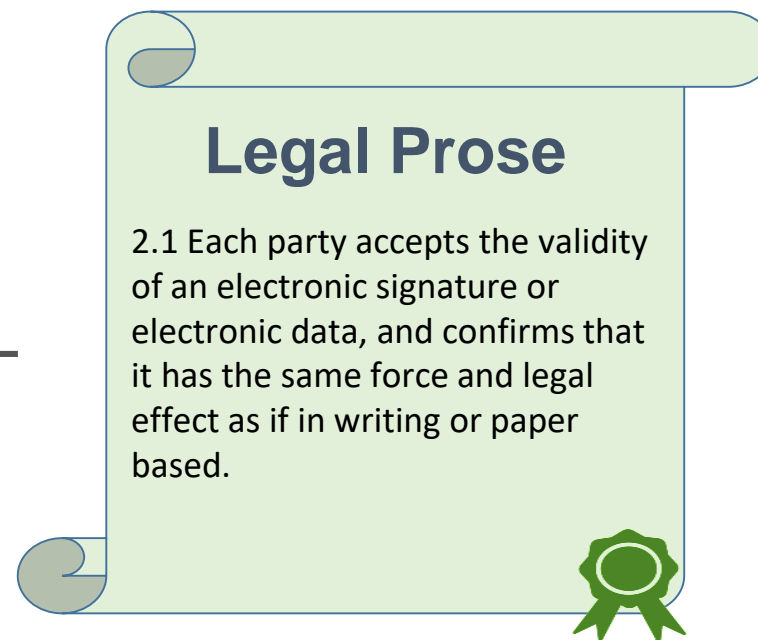 Legal Prose
2.1 Each party accepts the validity
of an electronic signature or
electronic data, and confirms that
it has the same force and legal
effect as if in writing or paper
based.